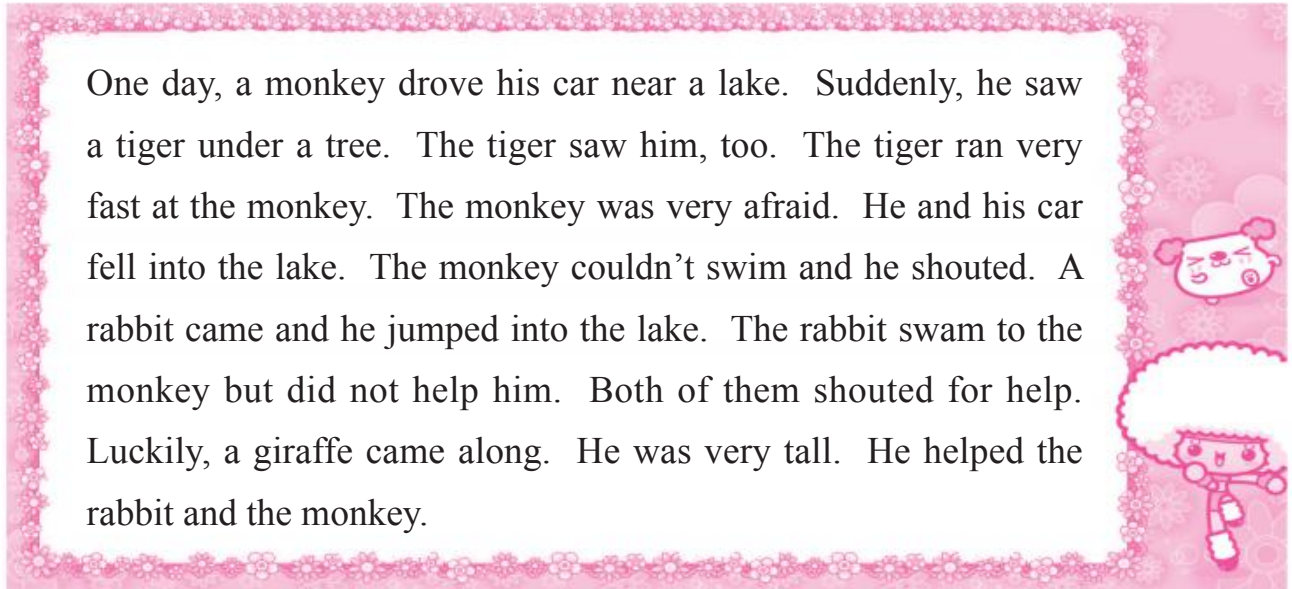 One day, a monkey drove his car near a lake. Suddenly, he saw
a tiger under a tree. The tiger saw him, too. The tiger ran very
fast at the monkey. The monkey was very afraid. He and his car
fell into the lake. The monkey couldn’t swim and he shouted. A
rabbit came and he jumped into the lake. The rabbit swam to the
monkey but did not help him. Both of them shouted for help.
Luckily, a giraffe came along. He was very tall. He helped the
rabbit and the monkey.